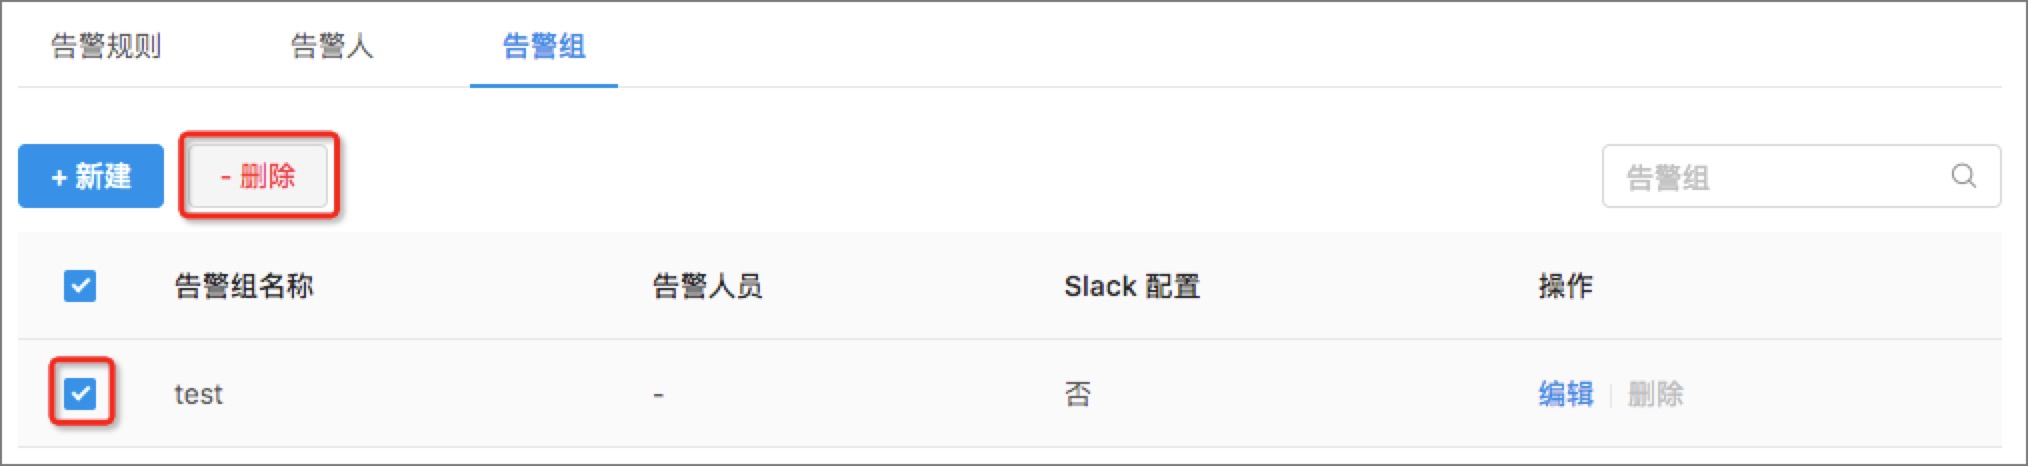 告警规则 告警人 告警组
+ 新建 - 删除 告警组
告警组名称 告警人员 Slack 配置 操作
test - 否 编辑 删除